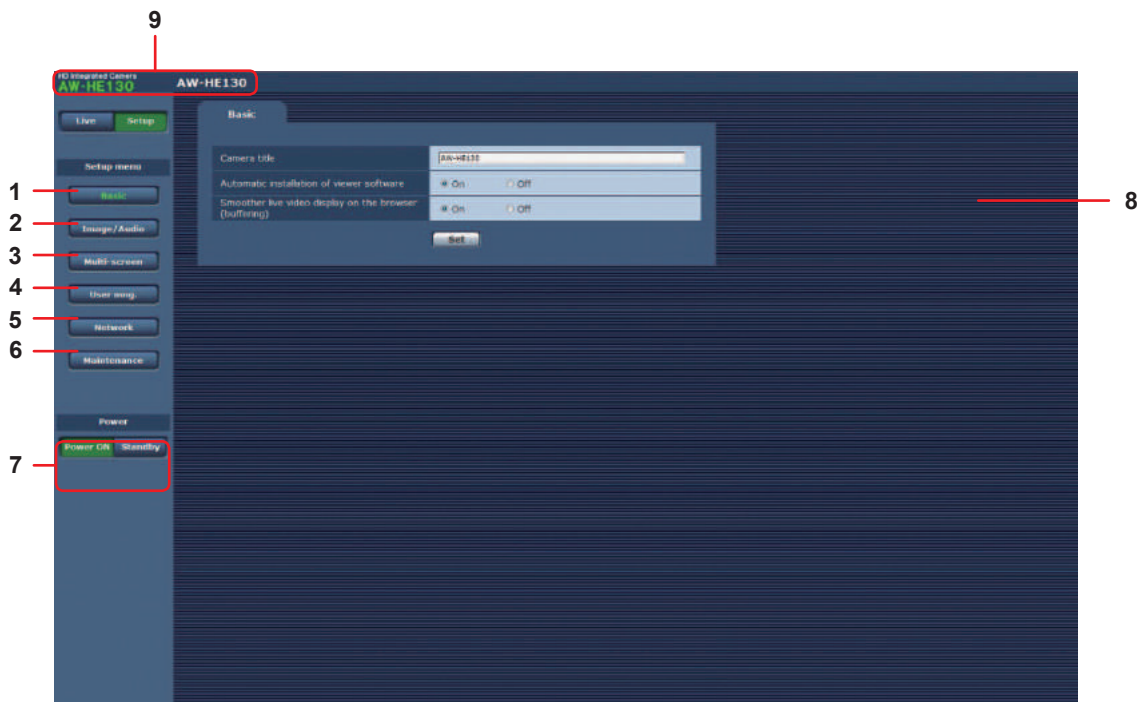 9
HD Integrated Camera
AW-HE130
AW-HE130
Live Setup
Basic
Setup menu
Camera title AW-HE130
Automatic installation of viewer software On Off
Smoother live video display on the browser
(buffering) On Off
Set
1 Basic
2 Image/Audio
3 Multi-screen
4 User mng.
5 Network
6 Maintenance
8
Power
Power ON Standby
7